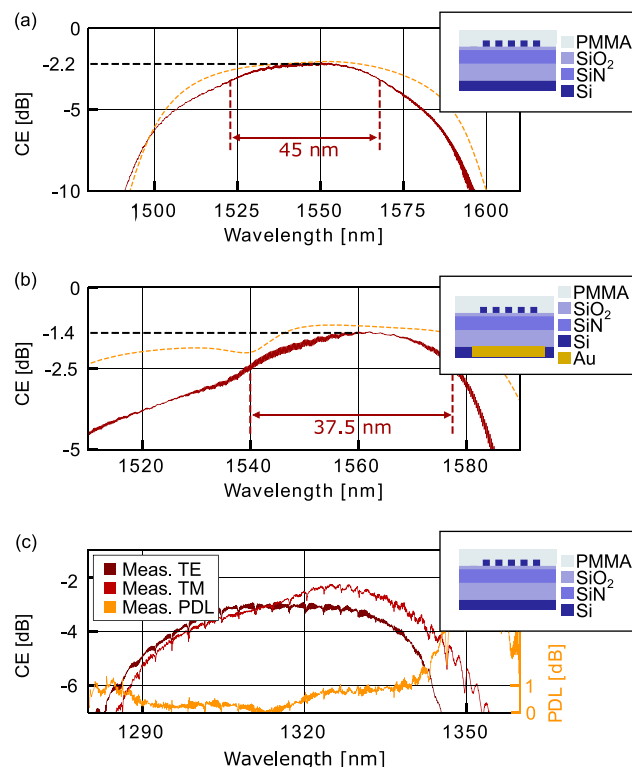 (a)
0
-2.2
-5
-10
CE [dB]
45 nm
1500
1525
1550
1575
1600
Wavelength [nm]
PMMA
SiO2
SiN
Si
(b)
0
-1.4
-2.5
-5
CE [dB]
37.5 nm
1520
1540
1560
1580
Wavelength [nm]
PMMA
SiO2
SiN
Si
Au
(c)
-2
-4
-6
CE [dB]
Meas. TE
Meas. TM
Meas. PDL
1
0
PDL [dB]
1290
1320
1350
Wavelength [nm]
PMMA
SiO2
SiN
Si